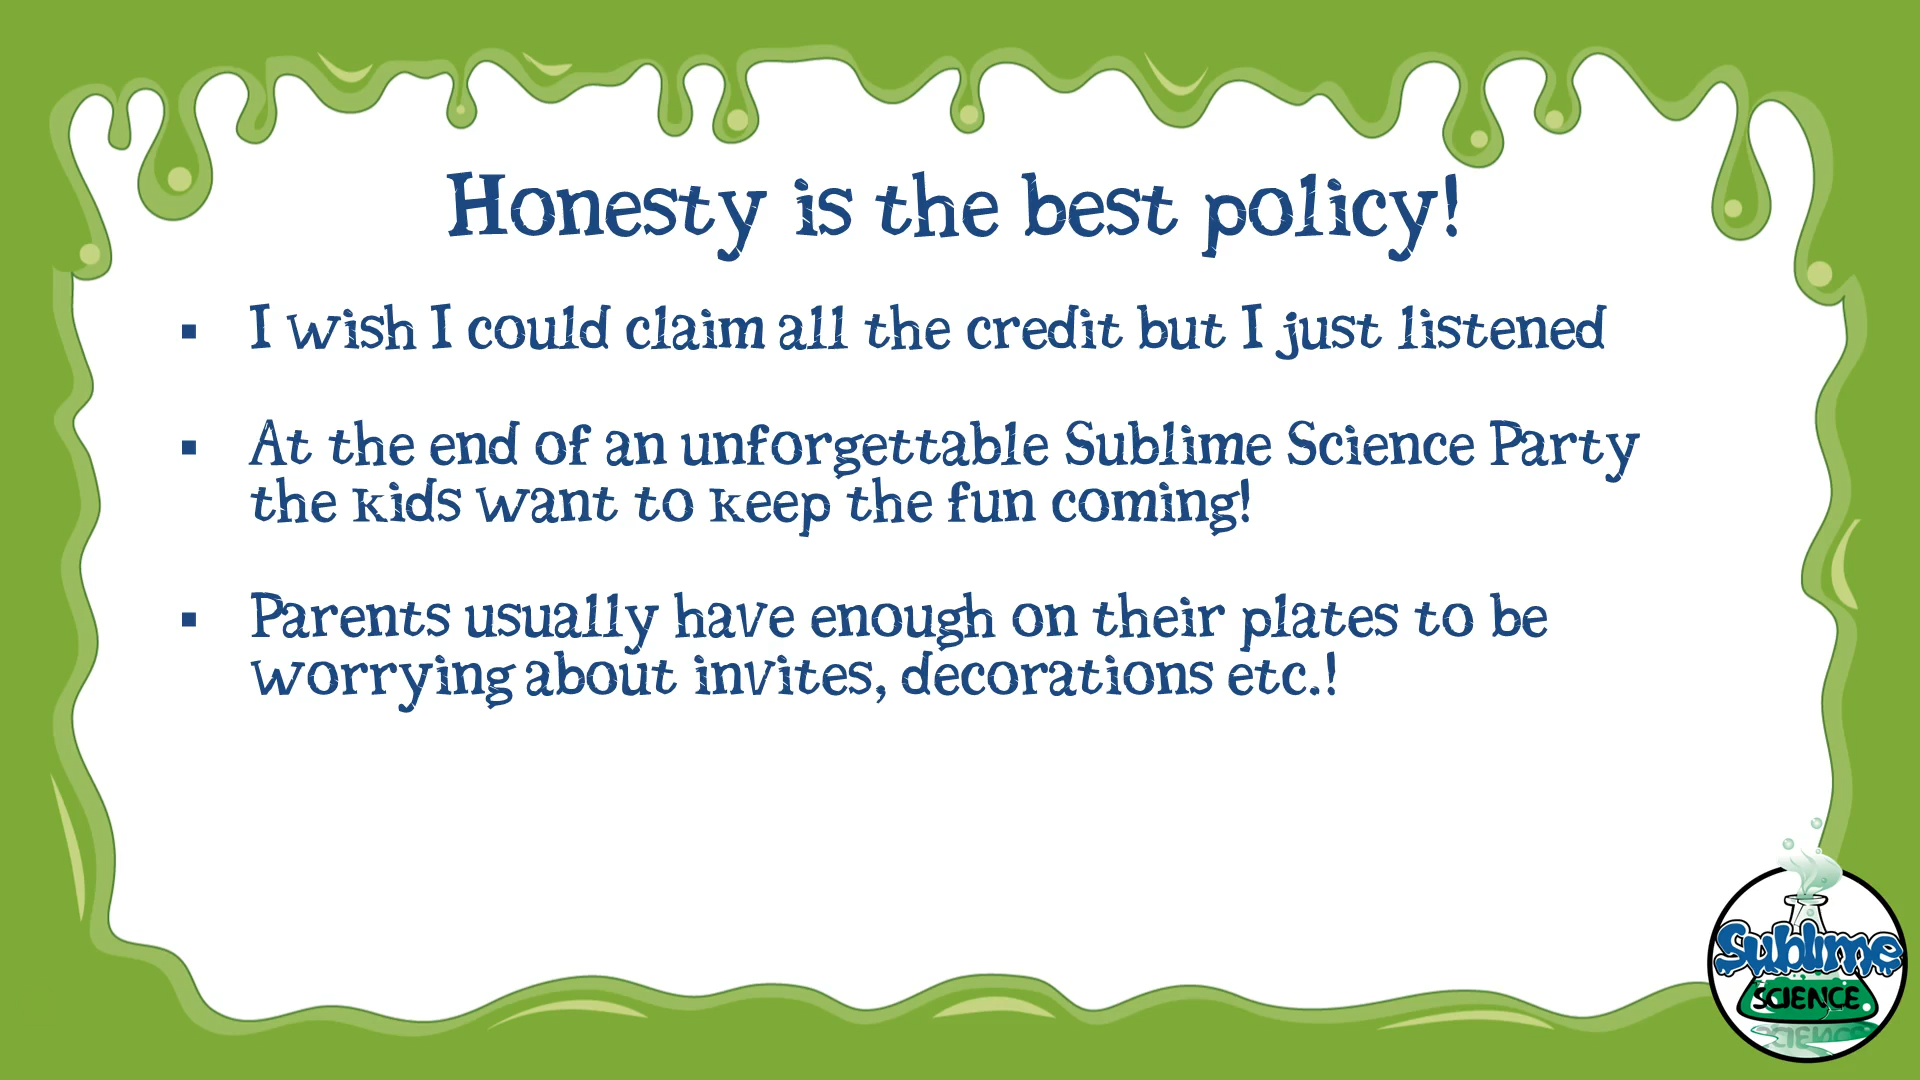 Honesty is the best policy!
▪ I wish I could claim all the credit but I just listened
▪ At the end of an unforgettable Sublime Science Party
the kids want to keep the fun coming!
▪ Parents usually have enough on their plates to be
worrying about invites, decorations etc.!
Sublime
SCIENCE